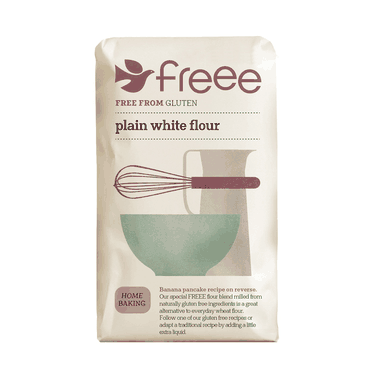 freee
FREE FROM GLUTEN
plain white flour
HOME
BAKING
Banana pancake recipe on reverse.
Our special FREEE flour blend milled from
naturally gluten free ingredients is a great
alternative to everyday wheat flour.
Follow one of our gluten free recipes or
adapt a traditional recipe by adding a little
extra liquid.